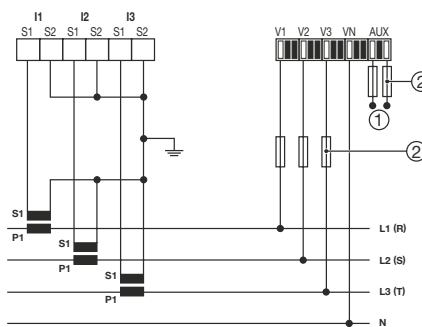 I1 I2 I3
S1 S2 S1 S2 S1 S2
V1 V2 V3 VN AUX
2
1
2
S1
P1
L1 (R)
S1
P1
L2 (S)
S1
P1
L3 (T)
N